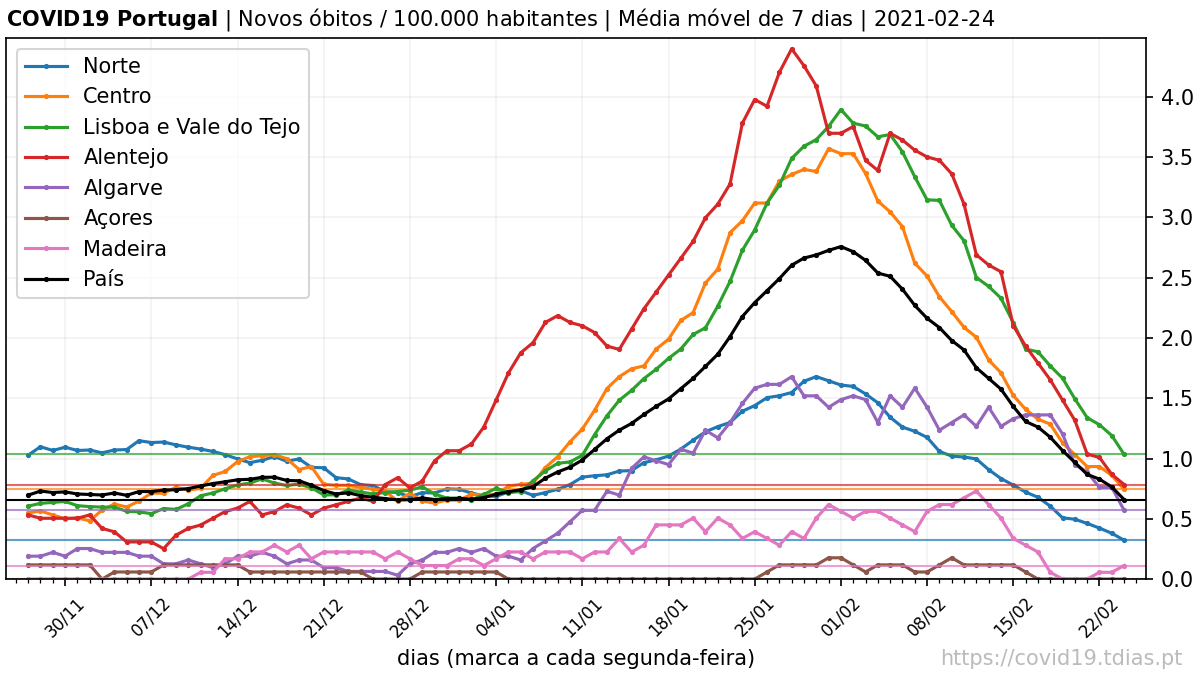 COVID19 Portugal | Novos óbitos / 100.000 habitantes | Média móvel de 7 dias | 2021-02-24
Norte
Centro
Lisboa e Vale do Tejo
Alentejo
Algarve
Açores
Madeira
País
4.0
3.5
3.0
2.5
2.0
1.5
1.0
0.5
0.0
30/11 07/12 14/12 21/12 28/12 04/01 11/01 18/01 25/01 01/02 08/02 15/02 22/02
dias (marca a cada segunda-feira)
https://covid19.tdias.pt